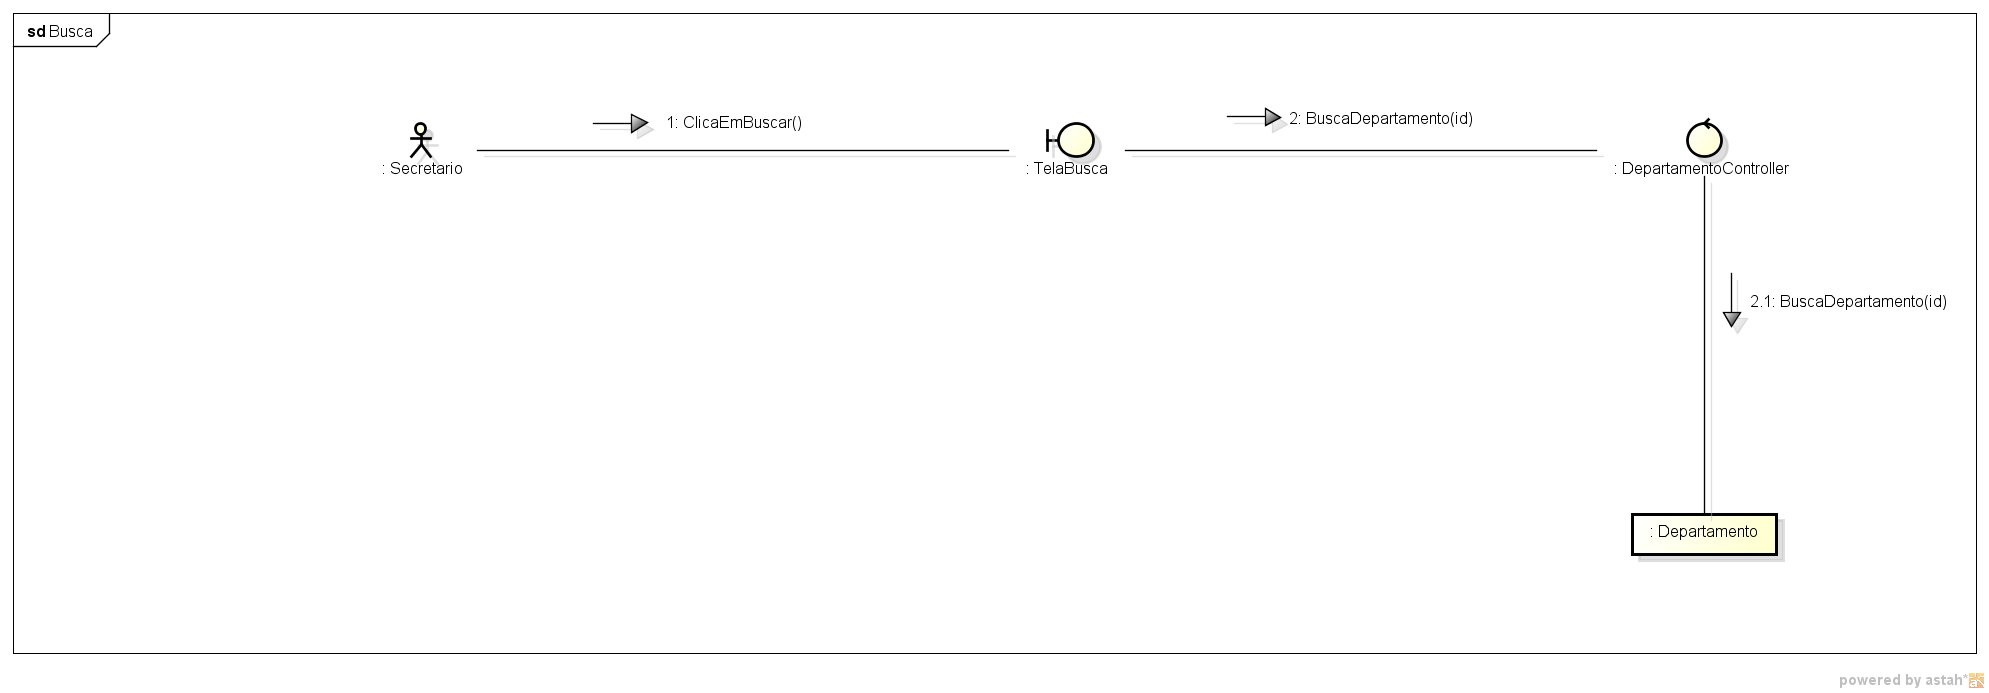 sd Busca
1: ClicaEmBuscar()
2: BuscaDepartamento(id)
: Secretario
: TelaBusca
: DepartamentoController
2.1: BuscaDepartamento(id)
: Departamento
powered by astah*